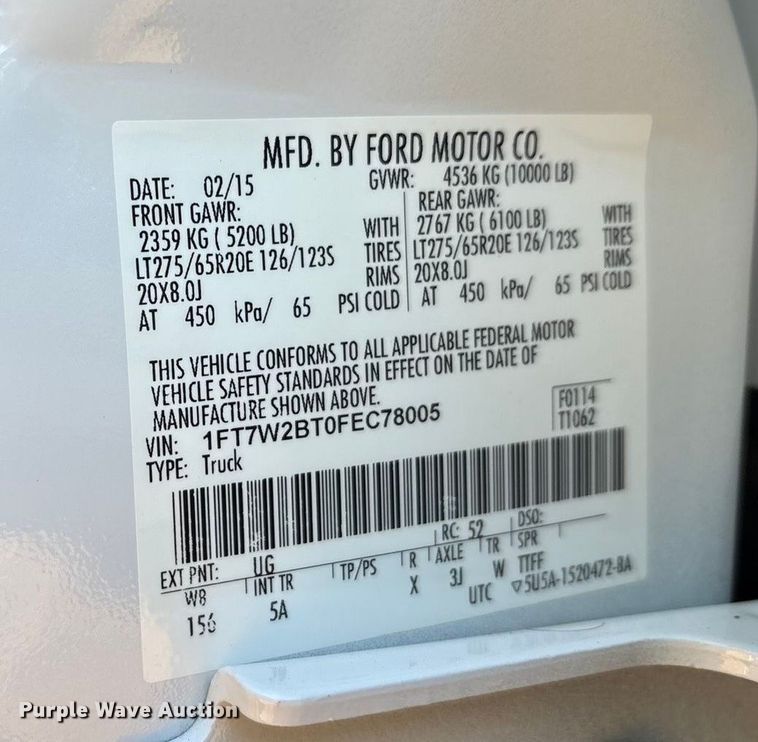 MFD. BY FORD MOTOR CO.
DATE: 02/15 GVWR: 4536 KG (10000 LB)
FRONT GAWR: REAR GAWR:
2359 KG ( 5200 LB) WITH 2767 KG ( 6100 LB) WITH
LT275/65R20E 126/123S TIRES LT275/65R20E 126/123S TIRES
20X8.0J RIMS 20X8.0J RIMS
AT 450 kPa/ 65 PSI COLD AT 450 kPa/ 65 PSI COLD
THIS VEHICLE CONFORMS TO ALL APPLICABLE FEDERAL MOTOR
VEHICLE SAFETY STANDARDS IN EFFECT ON THE DATE OF
MANUFACTURE SHOWN ABOVE.
VIN: 1FT7W2BT0FEC78005 F0114
TYPE: Truck T1062
EXT PNT: UG RC: 52 DSO:
WB INT TR TP/PS R AXLE TR SPR
156 5A X 3J W TTFF
UTC ▽5U5A-1520472-BA
Purple Wave Auction